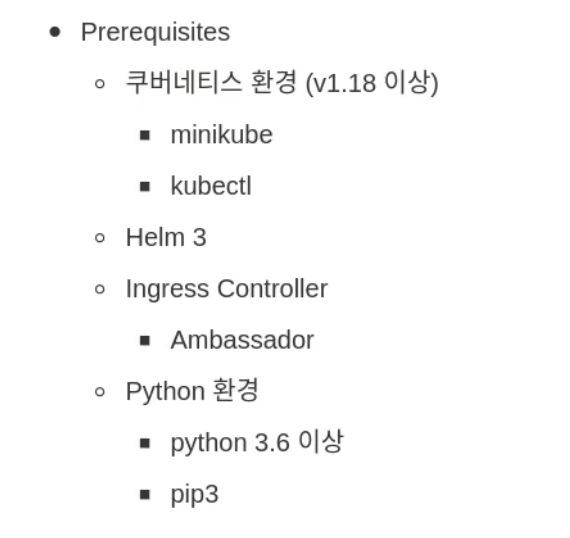 Prerequisites
쿠버네티스 환경 (v1.18 이상)
minikube
kubectl
Helm 3
Ingress Controller
Ambassador
Python 환경
python 3.6 이상
pip3